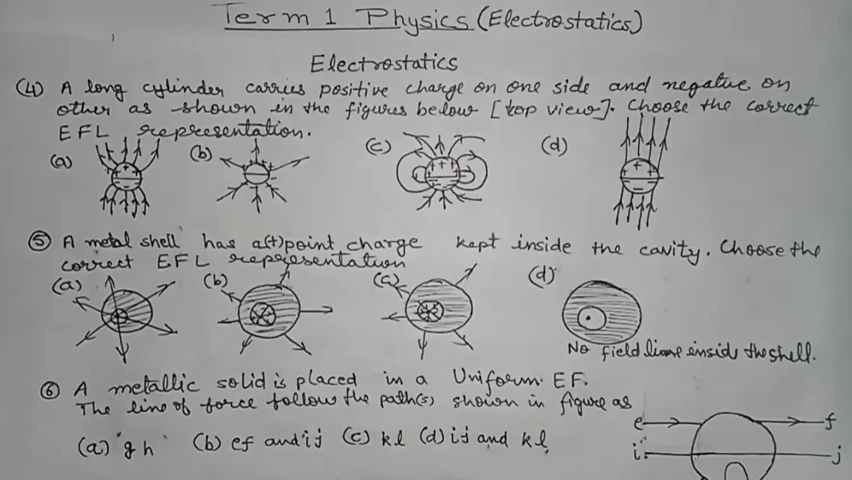 Term 1 Physics (Electrostatics)
Electrostatics
(4) A long cylinder carries positive charge on one side and negative on
other as shown in the figures below [top view]. Choose the correct
EFL representation.
(a) (b) (c) (d)
(5) A metal shell has a(+)point charge kept inside the cavity. Choose the
correct EFL representation
(a) (b) (c) (d)
No field line inside the shell.
(6) A metallic solid is placed in a Uniform EF.
The line of force follow the path(s) shown in figure as
e f
(a) g h (b) ef and ij (c) kl (d) ij and kl
i j